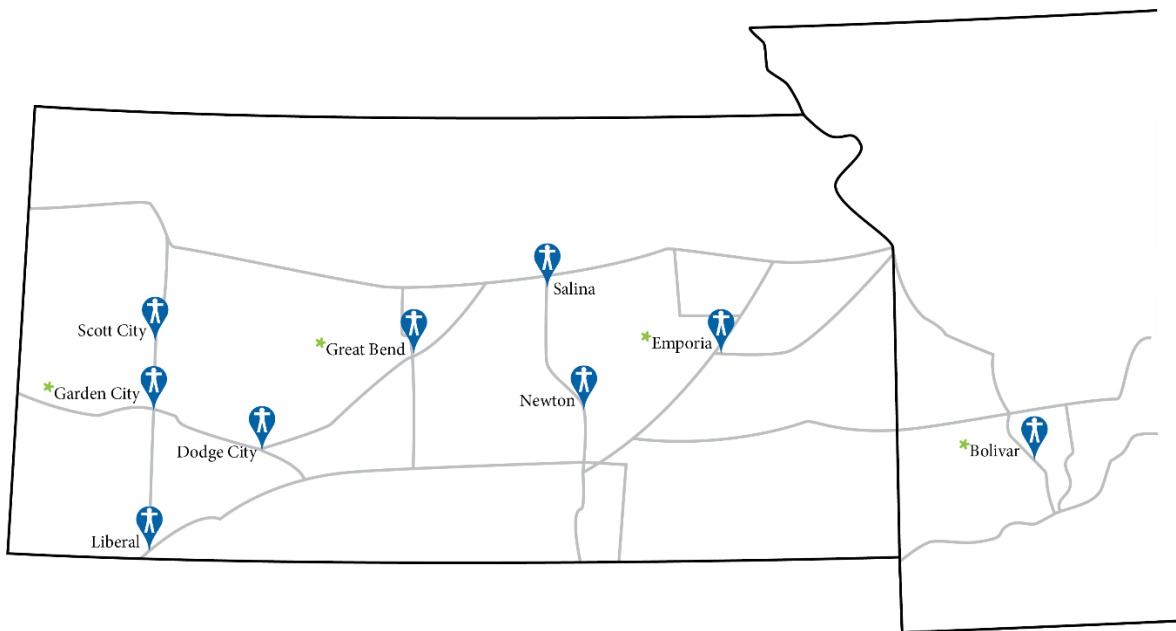 Salina
Scott City
*Great Bend
*Emporia
*Garden City
Newton
Dodge City
*Bolivar
Liberal